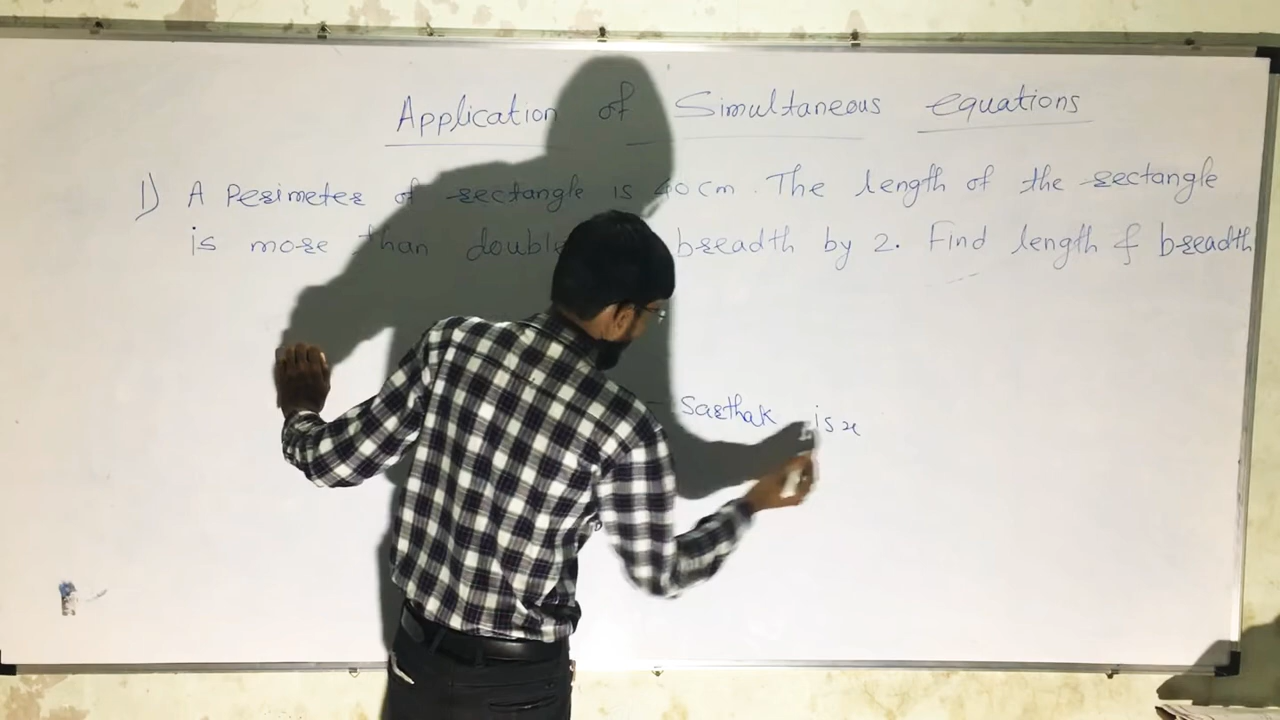 Application of Simultaneous equations
1) A Perimeter of rectangle is 40 cm. The length of the rectangle
is more than double breadth by 2. Find length & breadth
- Sarthak is x